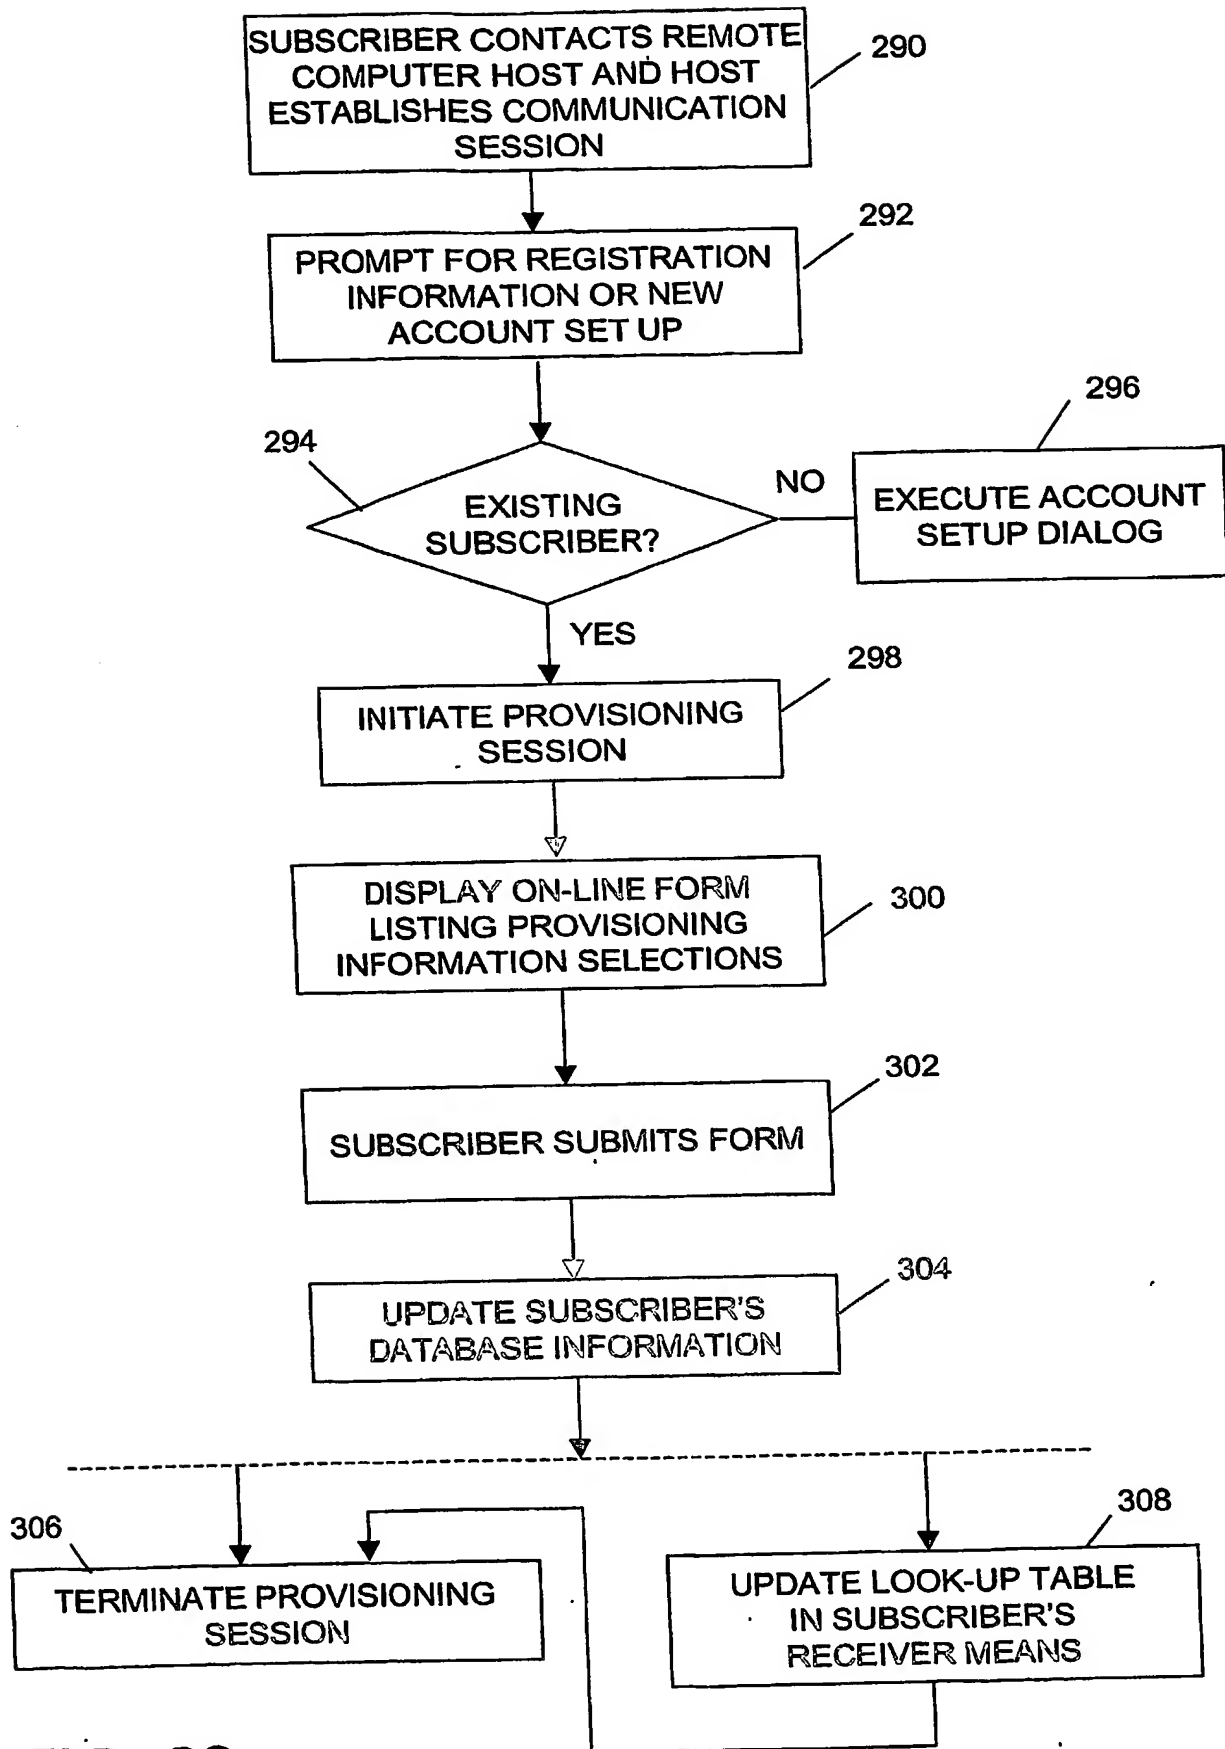 SUBSCRIBER CONTACTS REMOTE
COMPUTER HOST AND HOST
ESTABLISHES COMMUNICATION
SESSION
290
292
PROMPT FOR REGISTRATION
INFORMATION OR NEW
ACCOUNT SET UP
296
294
EXISTING
SUBSCRIBER?
NO
EXECUTE ACCOUNT
SETUP DIALOG
YES
298
INITIATE PROVISIONING
SESSION
DISPLAY ON-LINE FORM
LISTING PROVISIONING
INFORMATION SELECTIONS
300
302
SUBSCRIBER SUBMITS FORM
304
UPDATE SUBSCRIBER'S
DATABASE INFORMATION
306
308
TERMINATE PROVISIONING
SESSION
UPDATE LOOK-UP TABLE
IN SUBSCRIBER'S
RECEIVER MEANS